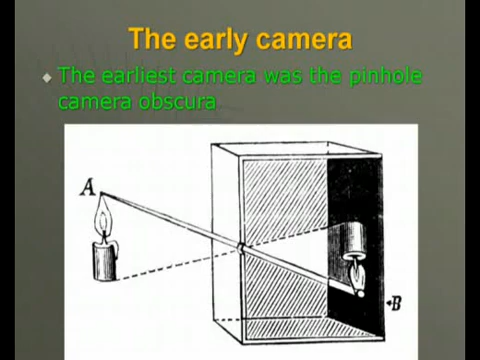 The early camera
The earliest camera was the pinhole
camera obscura
A
B